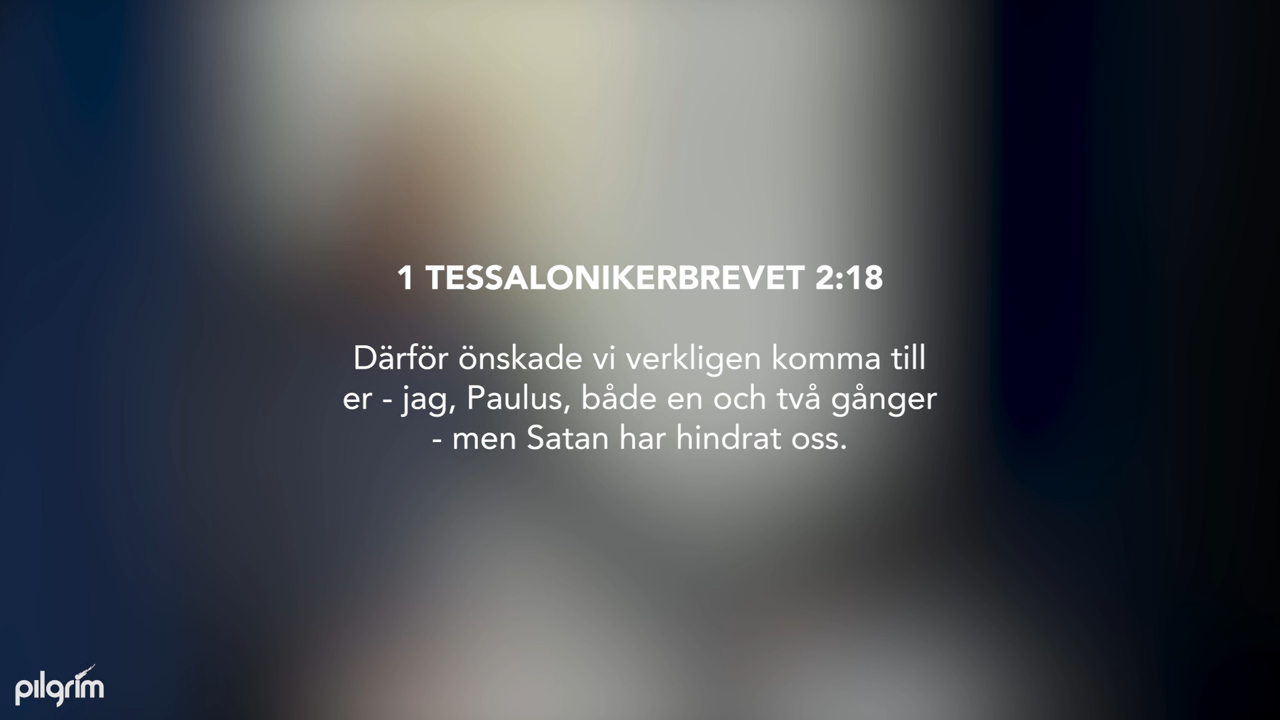 1 TESSALONIKERBREVET 2:18
Därför önskade vi verkligen komma till
er - jag, Paulus, både en och två gånger
- men Satan har hindrat oss.
pilgrim